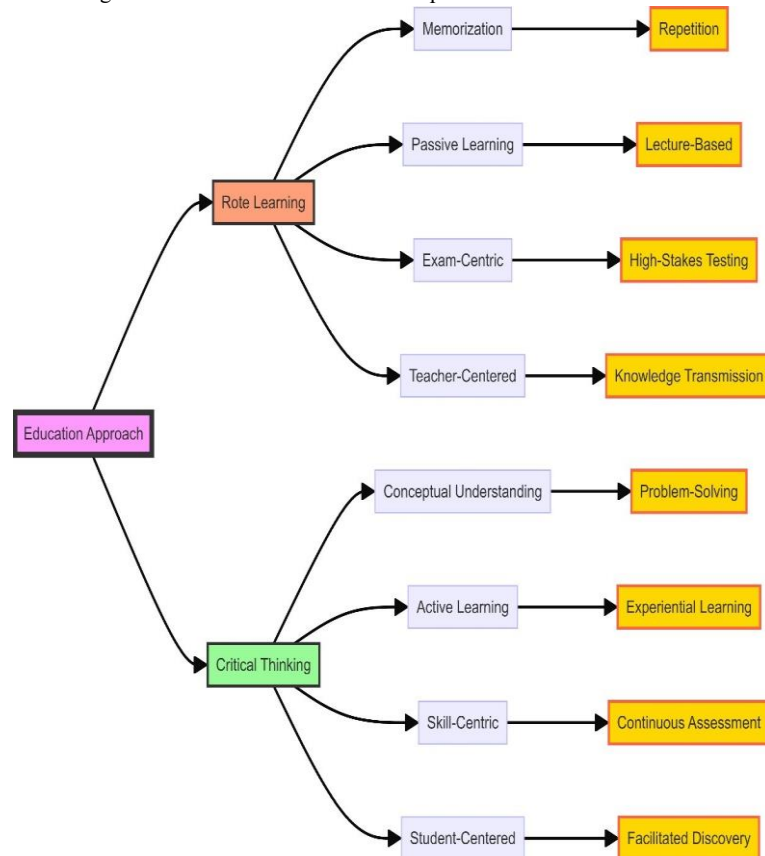 Memorization
Repetition
Passive Learning
Lecture-Based
Rote Learning
Exam-Centric
High-Stakes Testing
Teacher-Centered
Knowledge Transmission
Education Approach
Conceptual Understanding
Problem-Solving
Active Learning
Experiential Learning
Critical Thinking
Skill-Centric
Continuous Assessment
Student-Centered
Facilitated Discovery